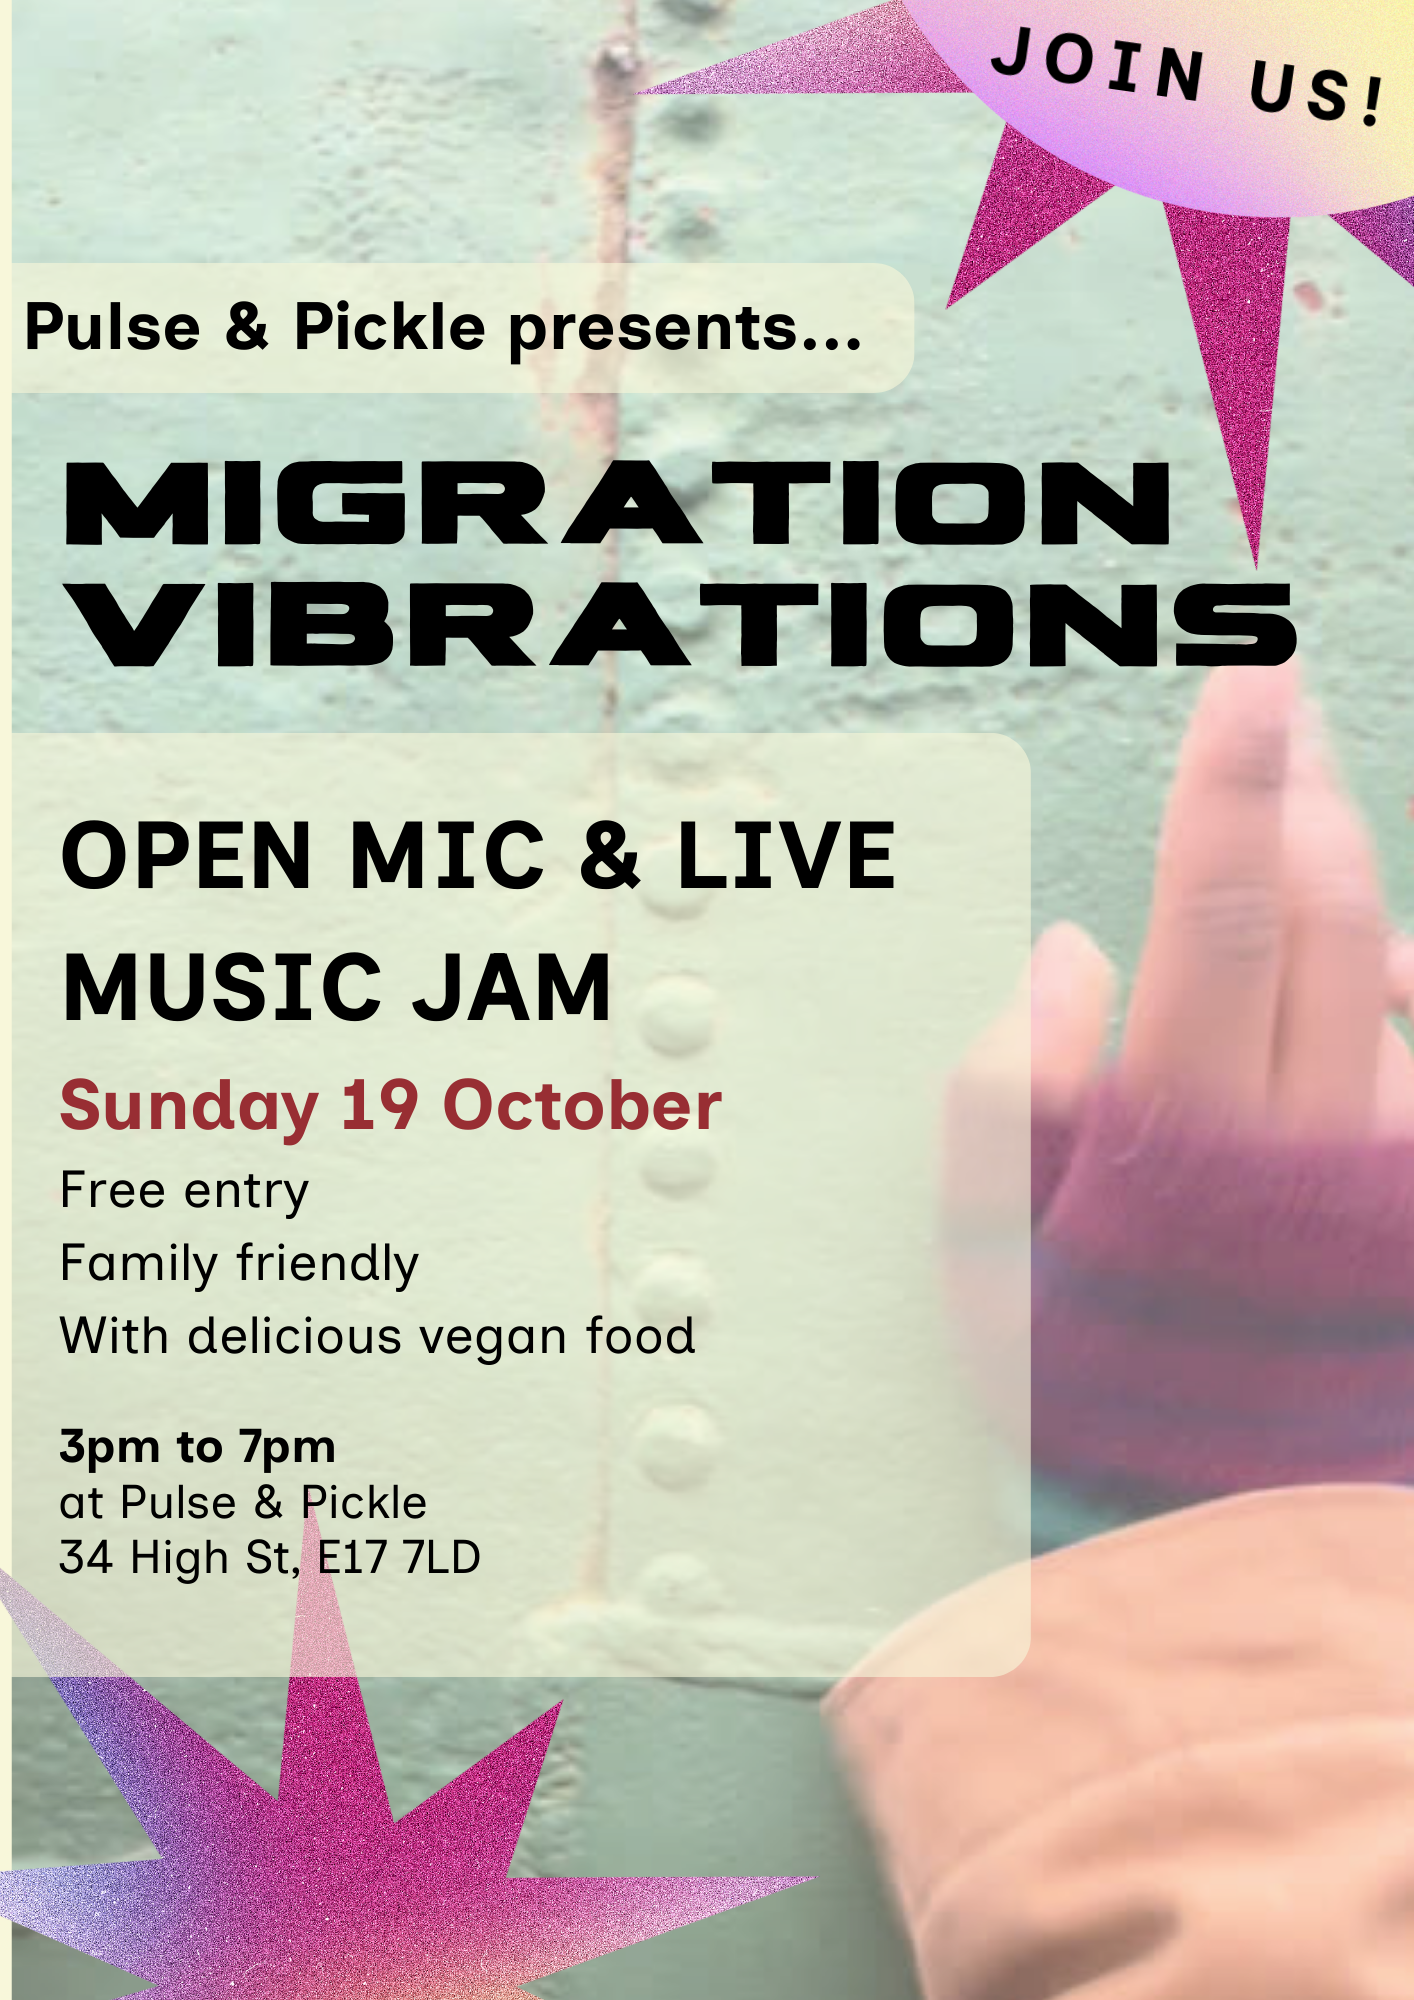 JOIN US!
Pulse & Pickle presents...
MIGRATION
VIBRATIONS
OPEN MIC & LIVE
MUSIC JAM
Sunday 19 October
Free entry
Family friendly
With delicious vegan food
3pm to 7pm
at Pulse & Pickle
34 High St, E17 7LD